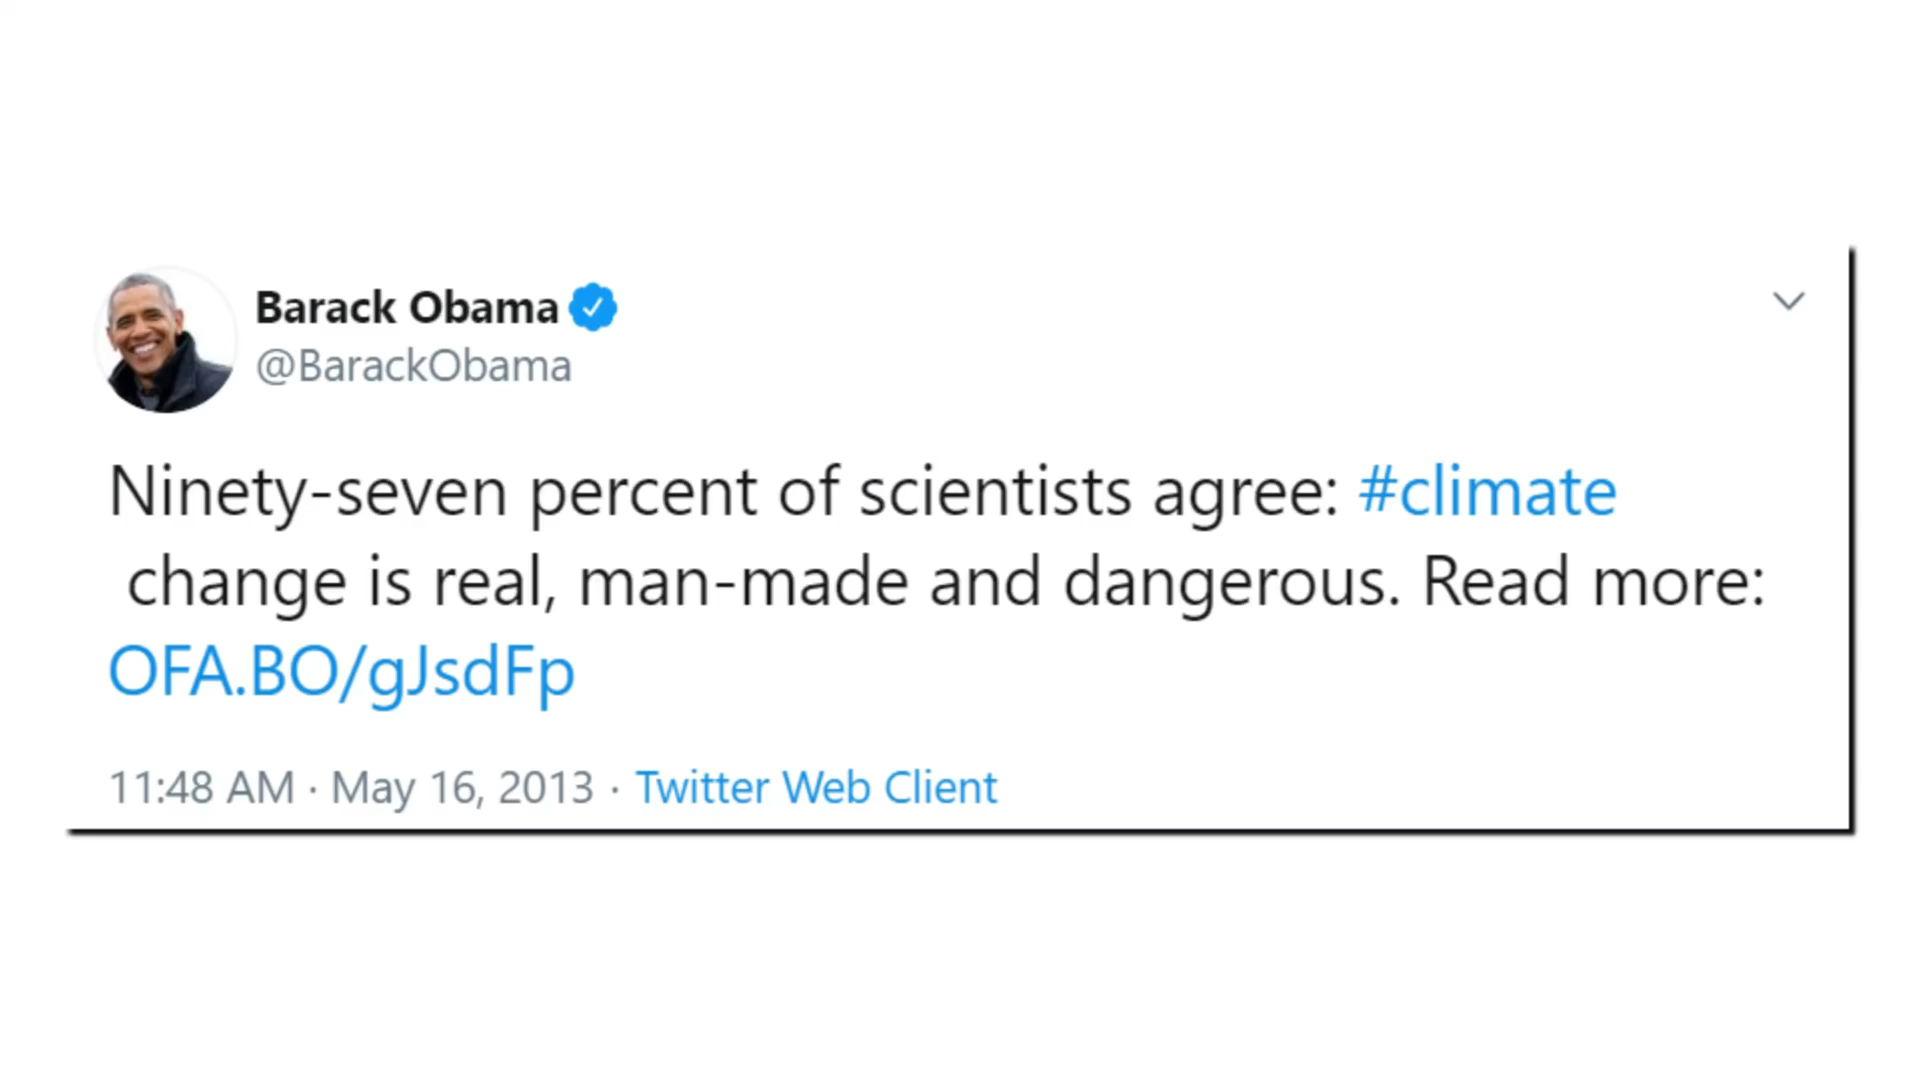 Barack Obama
@BarackObama
Ninety-seven percent of scientists agree: #climate
change is real, man-made and dangerous. Read more:
OFA.BO/gJsdFp
11:48 AM · May 16, 2013 · Twitter Web Client